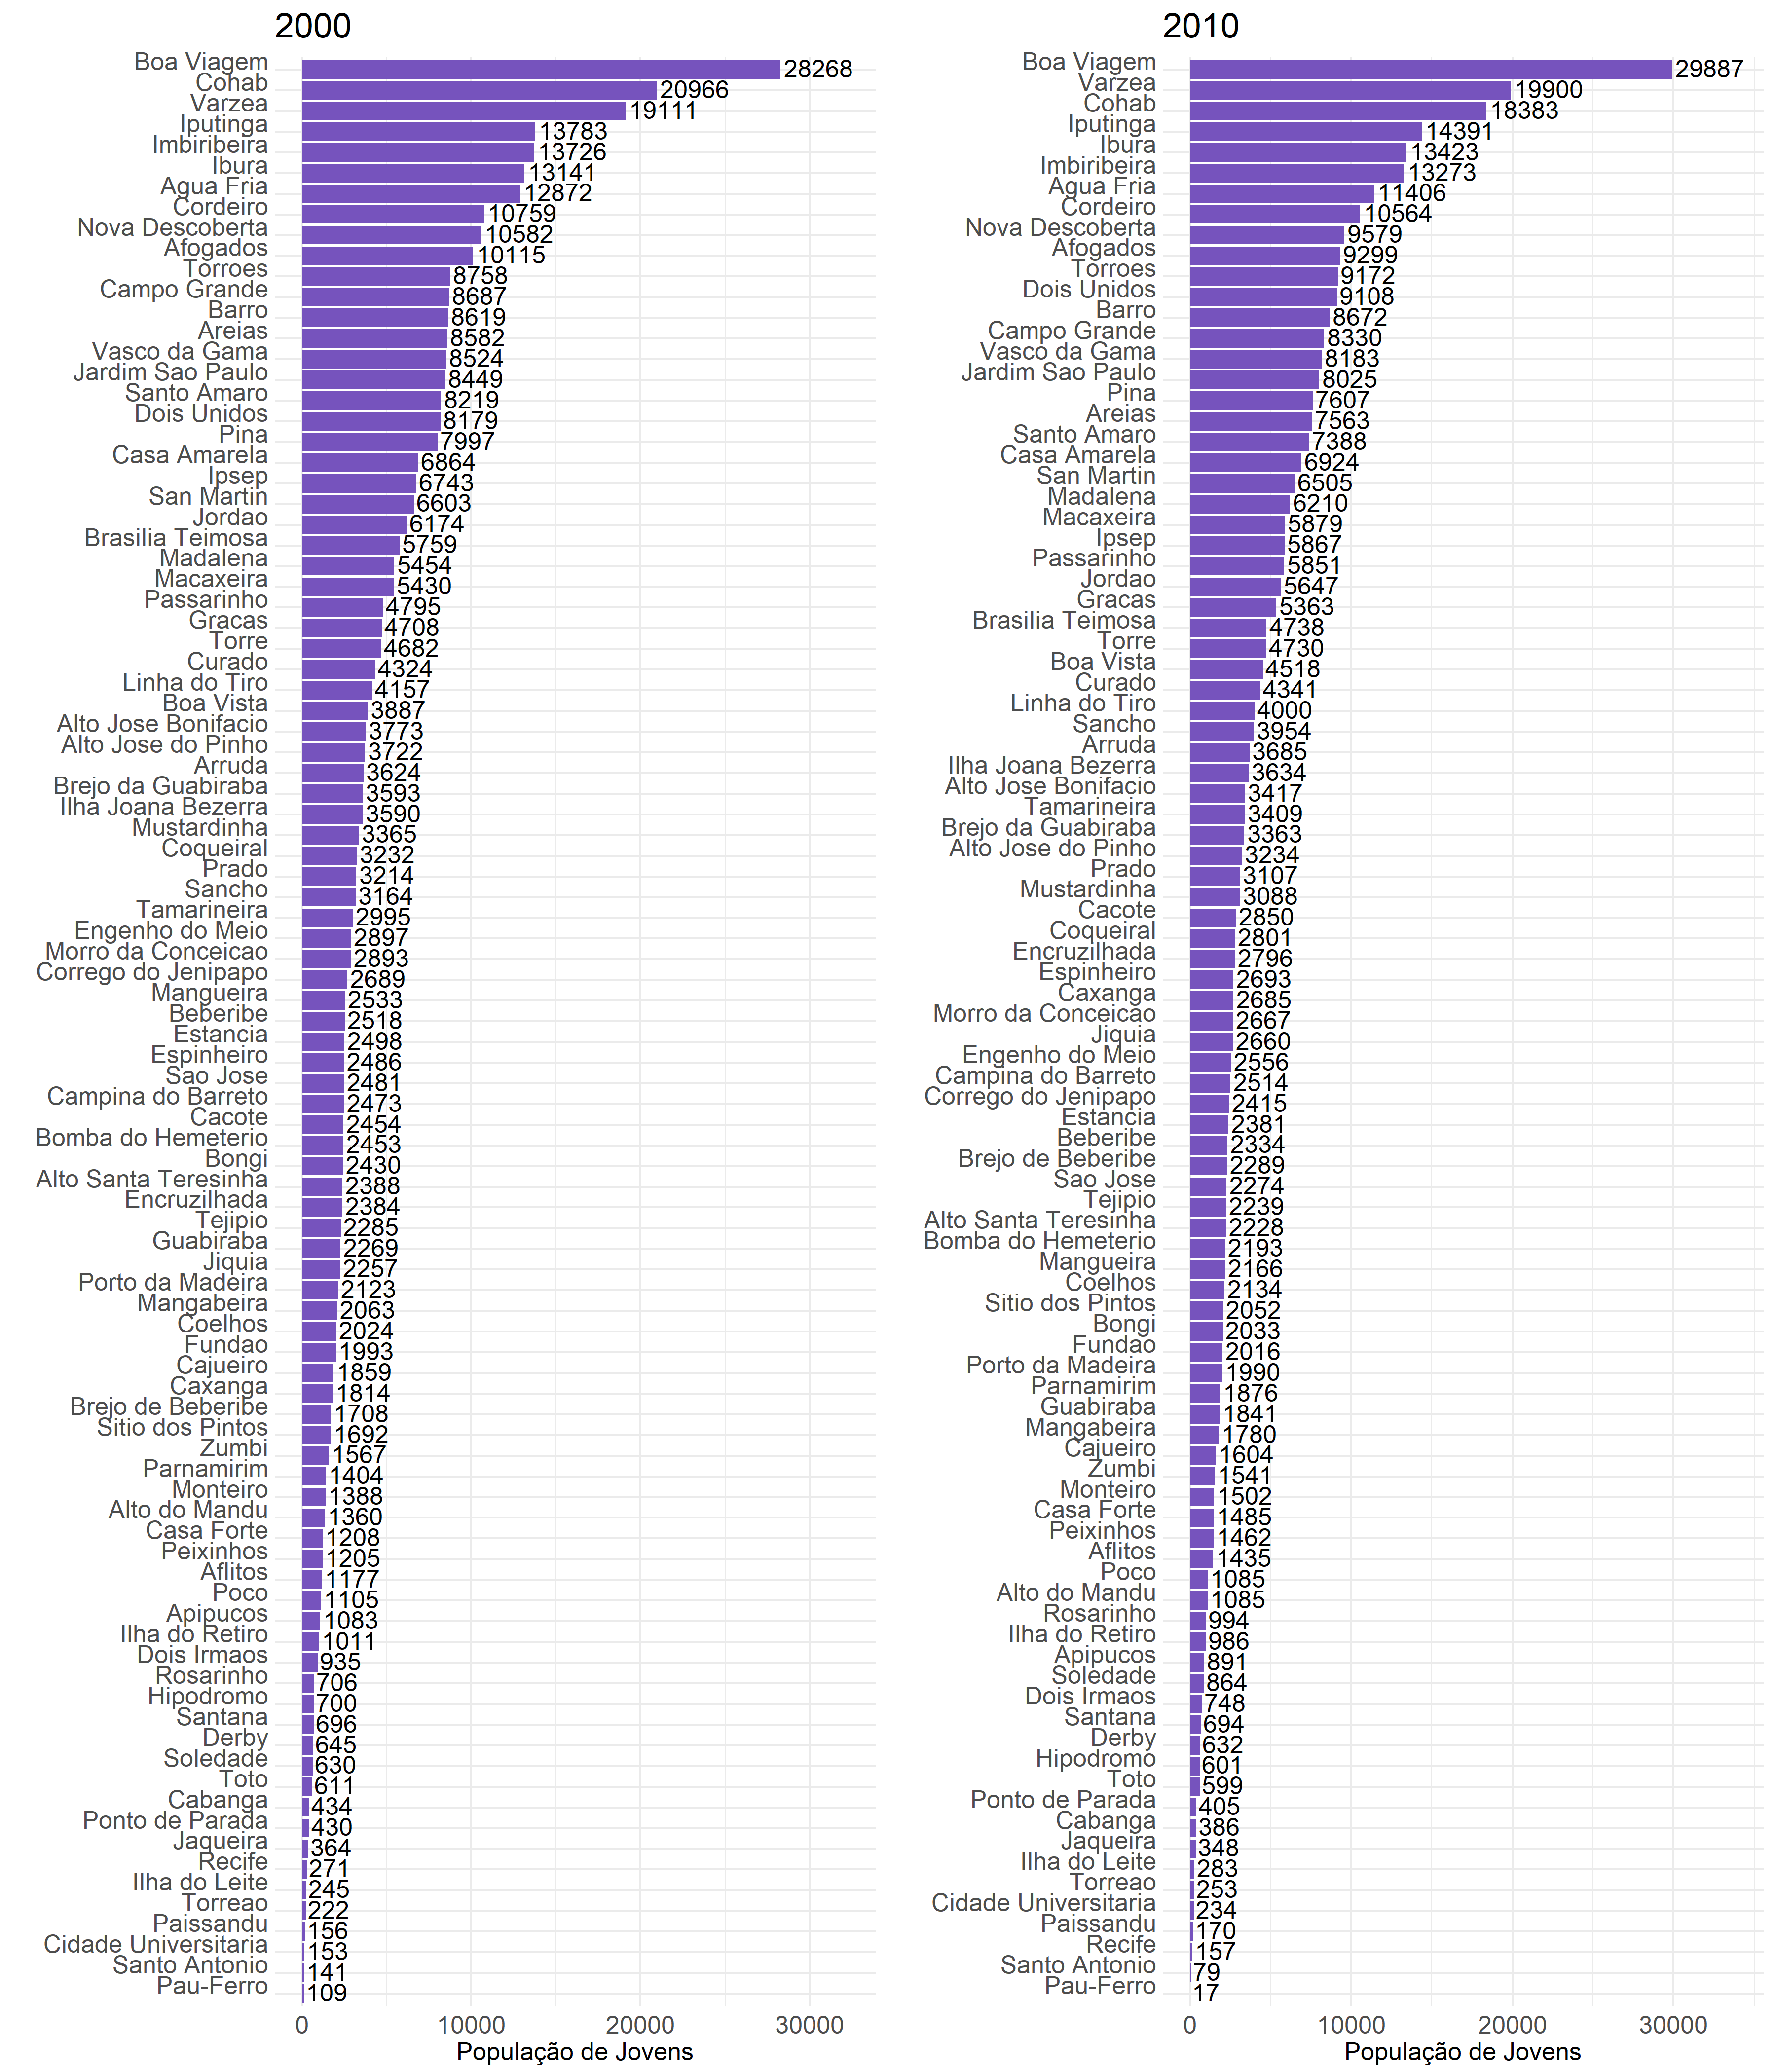 2000
Boa Viagem 28268
Cohab 20966
Varzea 19111
Iputinga 13783
Imbiribeira 13726
Ibura 13141
Agua Fria 12872
Cordeiro 10759
Nova Descoberta 10582
Afogados 10115
Torroes 8758
Campo Grande 8687
Barro 8619
Areias 8582
Vasco da Gama 8524
Jardim Sao Paulo 8449
Santo Amaro 8219
Dois Unidos 8179
Pina 7997
Casa Amarela 6864
Ipsep 6743
San Martin 6603
Jordao 6174
Brasilia Teimosa 5759
Madalena 5454
Macaxeira 5430
Passarinho 4795
Gracas 4708
Torre 4682
Curado 4324
Linha do Tiro 4157
Boa Vista 3887
Alto Jose Bonifacio 3773
Alto Jose do Pinho 3722
Arruda 3624
Brejo da Guabiraba 3593
Ilha Joana Bezerra 3590
Mustardinha 3365
Coqueiral 3232
Prado 3214
Sancho 3164
Tamarineira 2995
Engenho do Meio 2897
Morro da Conceicao 2893
Corrego do Jenipapo 2689
Mangueira 2533
Beberibe 2518
Estancia 2498
Espinheiro 2486
Sao Jose 2481
Campina do Barreto 2473
Cacote 2454
Bomba do Hemeterio 2453
Bongi 2430
Alto Santa Teresinha 2388
Encruzilhada 2384
Tejipio 2285
Guabiraba 2269
Jiquia 2257
Porto da Madeira 2123
Mangabeira 2063
Coelhos 2024
Fundao 1993
Cajueiro 1859
Caxanga 1814
Brejo de Beberibe 1708
Sitio dos Pintos 1692
Zumbi 1567
Parnamirim 1404
Monteiro 1388
Alto do Mandu 1360
Casa Forte 1208
Peixinhos 1205
Aflitos 1177
Poco 1105
Apipucos 1083
Ilha do Retiro 1011
Dois Irmaos 935
Rosarinho 706
Hipodromo 700
Santana 696
Derby 645
Soledade 630
Toto 611
Cabanga 434
Ponto de Parada 430
Jaqueira 364
Recife 271
Ilha do Leite 245
Torreao 222
Paissandu 156
Cidade Universitaria 153
Santo Antonio 141
Pau-Ferro 109
0 10000 20000 30000
População de Jovens
2010
Boa Viagem 29887
Varzea 19900
Cohab 18383
Iputinga 14391
Ibura 13423
Imbiribeira 13273
Agua Fria 11406
Cordeiro 10564
Nova Descoberta 9579
Afogados 9299
Torroes 9172
Dois Unidos 9108
Barro 8672
Campo Grande 8330
Vasco da Gama 8183
Jardim Sao Paulo 8025
Pina 7607
Areias 7563
Santo Amaro 7388
Casa Amarela 6924
San Martin 6505
Madalena 6210
Macaxeira 5879
Ipsep 5867
Passarinho 5851
Jordao 5647
Gracas 5363
Brasilia Teimosa 4738
Torre 4730
Boa Vista 4518
Curado 4341
Linha do Tiro 4000
Sancho 3954
Arruda 3685
Ilha Joana Bezerra 3634
Alto Jose Bonifacio 3417
Tamarineira 3409
Brejo da Guabiraba 3363
Alto Jose do Pinho 3234
Prado 3107
Mustardinha 3088
Cacote 2850
Coqueiral 2801
Encruzilhada 2796
Espinheiro 2693
Caxanga 2685
Morro da Conceicao 2667
Jiquia 2660
Engenho do Meio 2556
Campina do Barreto 2514
Corrego do Jenipapo 2415
Estancia 2381
Beberibe 2334
Brejo de Beberibe 2289
Sao Jose 2274
Tejipio 2239
Alto Santa Teresinha 2228
Bomba do Hemeterio 2193
Mangueira 2166
Coelhos 2134
Sitio dos Pintos 2052
Bongi 2033
Fundao 2016
Porto da Madeira 1990
Parnamirim 1876
Guabiraba 1841
Mangabeira 1780
Cajueiro 1604
Zumbi 1541
Monteiro 1502
Casa Forte 1485
Peixinhos 1462
Aflitos 1435
Poco 1085
Alto do Mandu 1085
Rosarinho 994
Ilha do Retiro 986
Apipucos 891
Soledade 864
Dois Irmaos 748
Santana 694
Derby 632
Hipodromo 601
Toto 599
Ponto de Parada 405
Cabanga 386
Jaqueira 348
Ilha do Leite 283
Torreao 253
Cidade Universitaria 234
Paissandu 170
Recife 157
Santo Antonio 79
Pau-Ferro 17
0 10000 20000 30000
População de Jovens